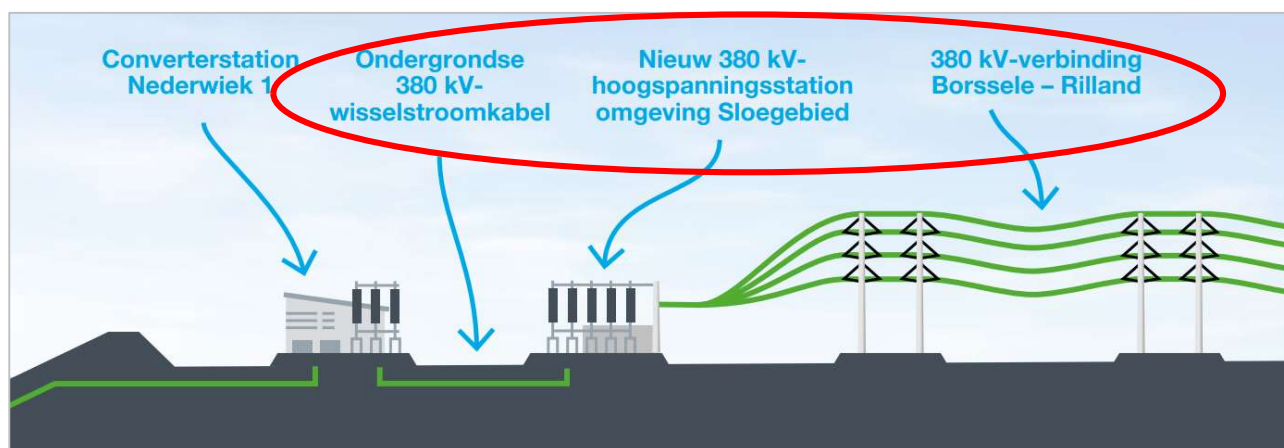 Converterstation
Nederwiek 1
Ondergrondse
380 kV-
wisselstroomkabel
Nieuw 380 kV-
hoogspanningsstation
omgeving Sloegebied
380 kV-verbinding
Borssele – Rilland